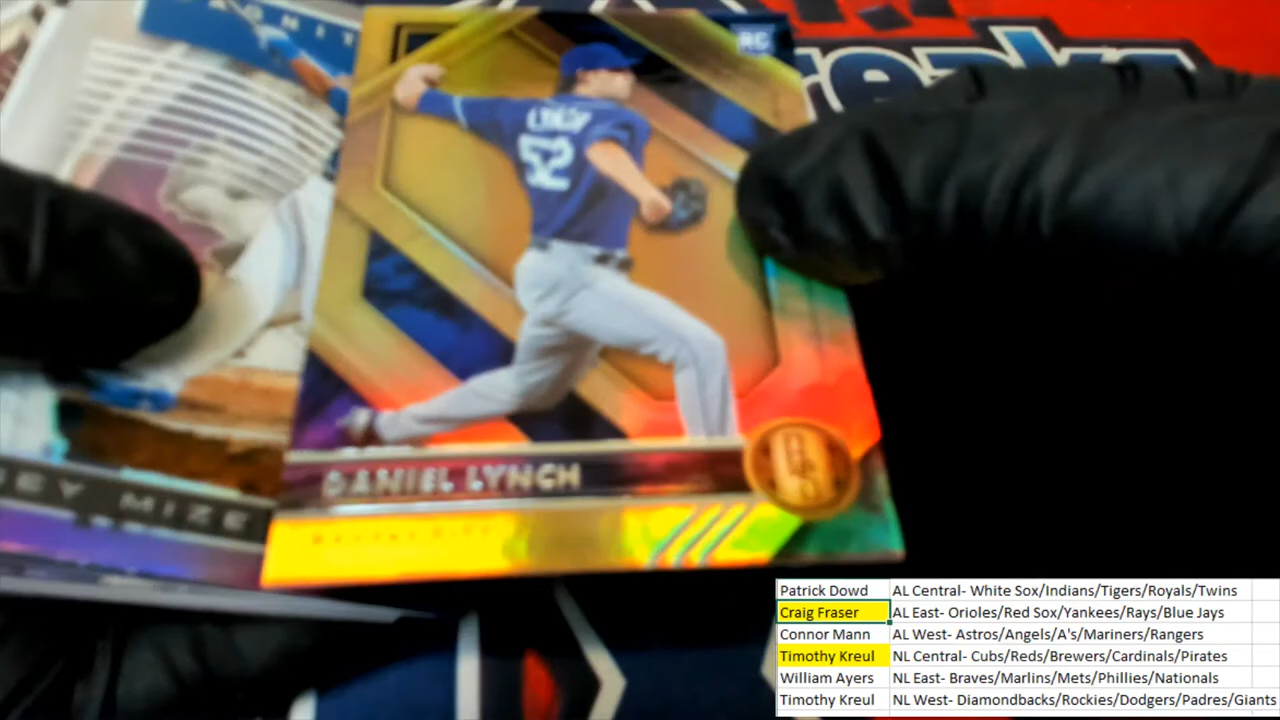 RC
LYNCH
52
DANIEL LYNCH
EY MIZE
Patrick Dowd AL Central- White Sox/Indians/Tigers/Royals/Twins
Craig Fraser AL East- Orioles/Red Sox/Yankees/Rays/Blue Jays
Connor Mann AL West- Astros/Angels/A's/Mariners/Rangers
Timothy Kreul NL Central- Cubs/Reds/Brewers/Cardinals/Pirates
William Ayers NL East- Braves/Marlins/Mets/Phillies/Nationals
Timothy Kreul NL West- Diamondbacks/Rockies/Dodgers/Padres/Giants